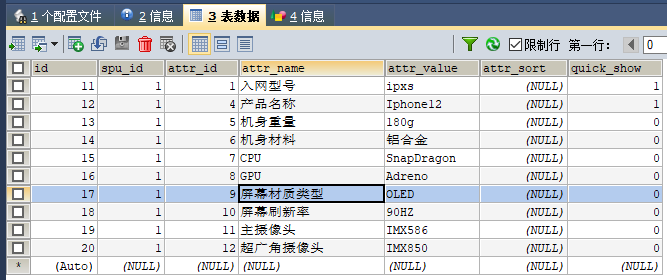 1 个配置文件 2 信息 3 表数据 4 信息
限制行 第一行: 0
id spu_id attr_id attr_name attr_value attr_sort quick_show
11 1 1 入网型号 ipxs (NULL) 1
12 1 4 产品名称 Iphone12 (NULL) 1
13 1 5 机身重量 180g (NULL) 0
14 1 6 机身材料 铝合金 (NULL) 0
15 1 7 CPU SnapDragon (NULL) 0
16 1 8 GPU Adreno (NULL) 0
17 1 9 屏幕材质类型 OLED (NULL) 0
18 1 10 屏幕刷新率 90HZ (NULL) 0
19 1 11 主摄像头 IMX586 (NULL) 0
20 1 12 超广角摄像头 IMX850 (NULL) 0
* (Auto) (NULL) (NULL) (NULL) (NULL) (NULL) (NULL)